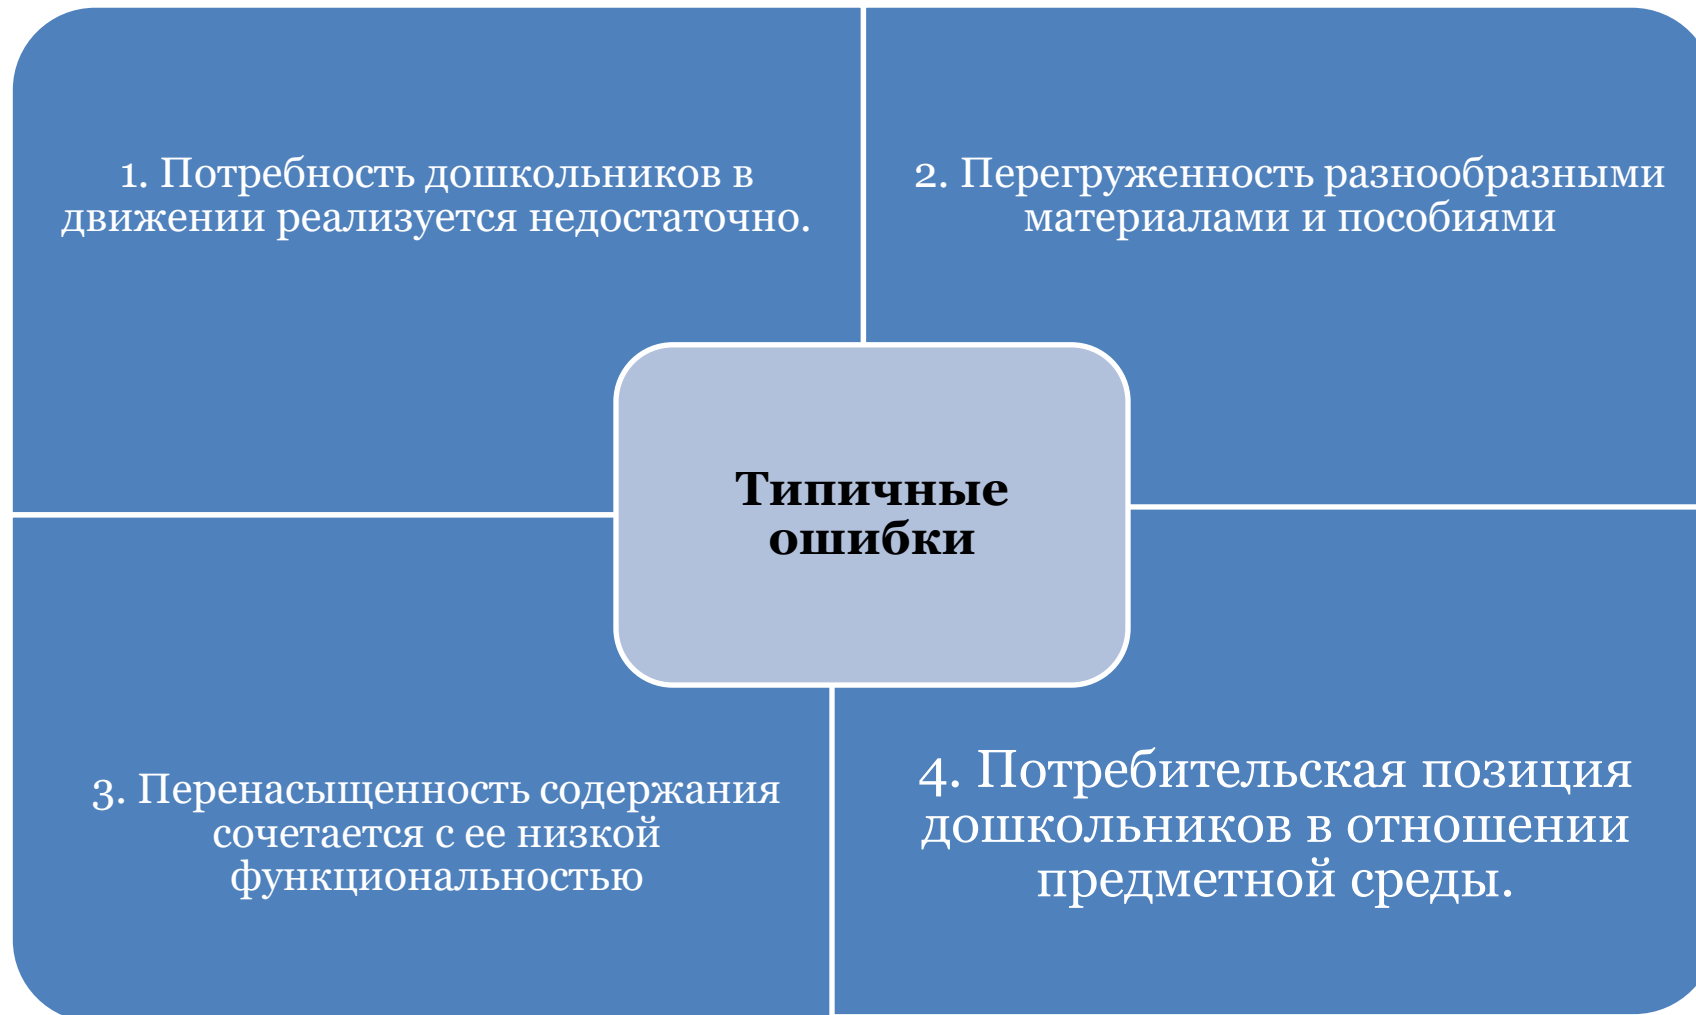 1. Потребность дошкольников в
движении реализуется недостаточно.
2. Перегруженность разнообразными
материалами и пособиями
Типичные
ошибки
3. Перенасыщенность содержания
сочетается с ее низкой
функциональностью
4. Потребительская позиция
дошкольников в отношении
предметной среды.